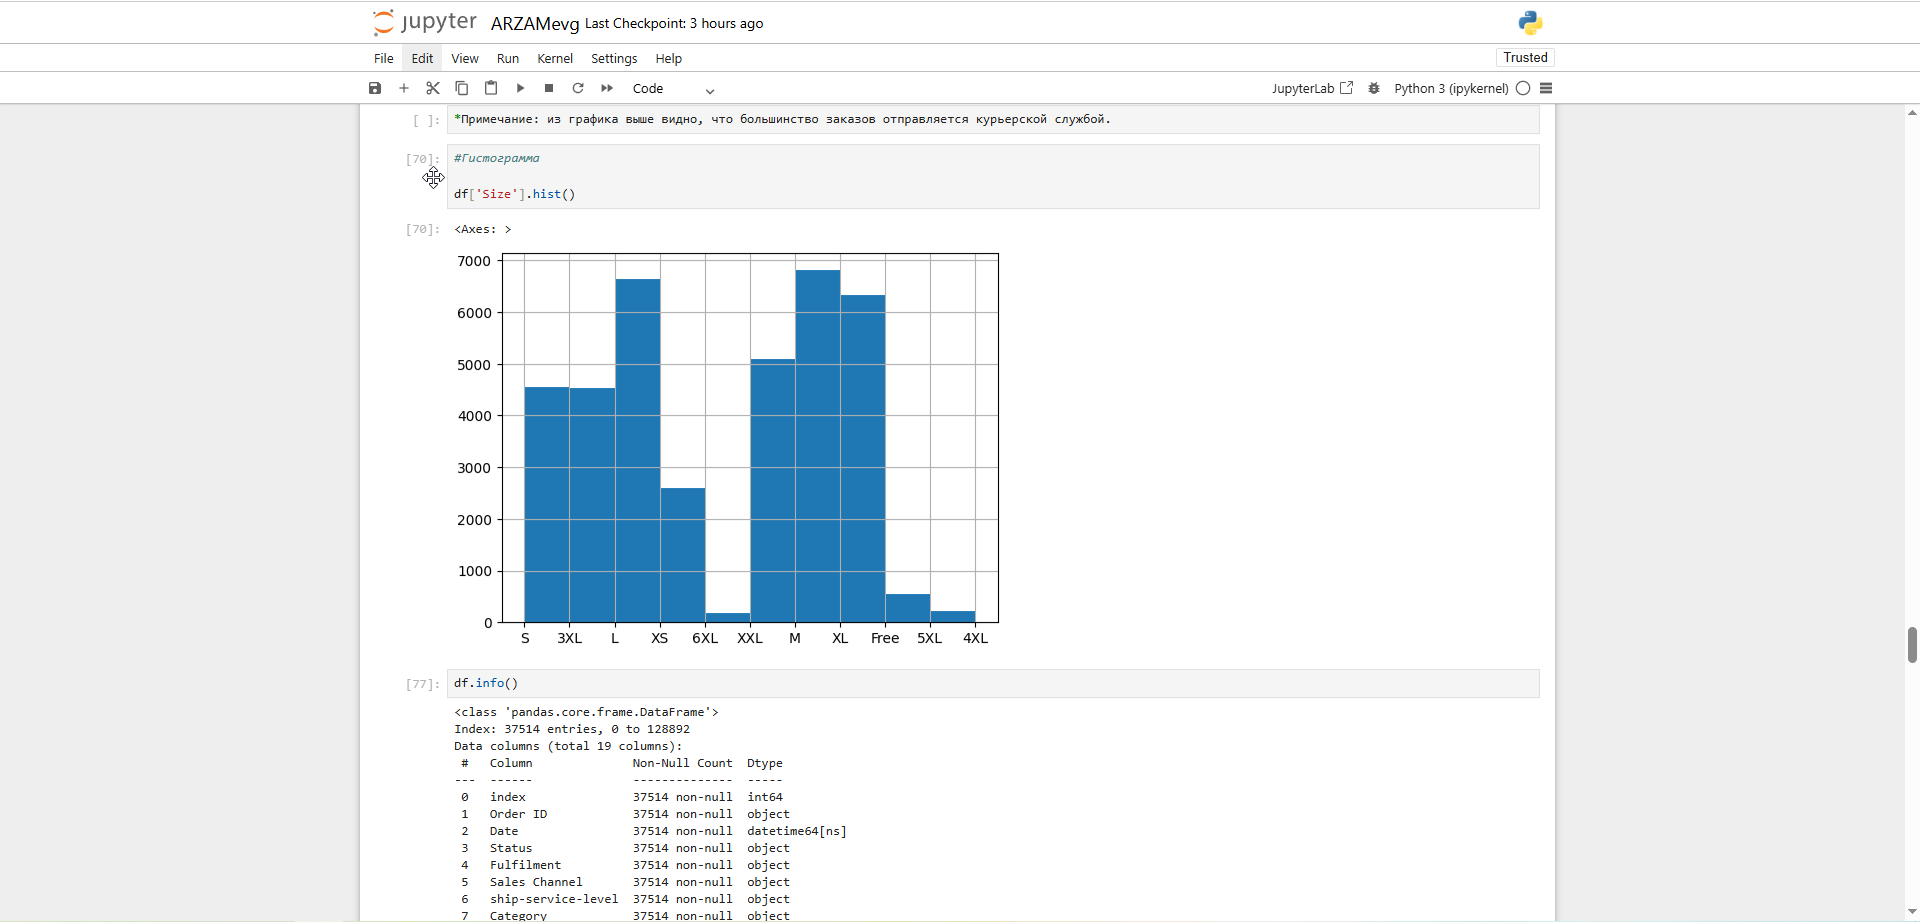 jupyter ARZAMevg Last Checkpoint: 3 hours ago
File Edit View Run Kernel Settings Help Trusted
Code JupyterLab Python 3 (ipykernel)
[ ]: *Примечание: из графика выше видно, что большинство заказов отправляется курьерской службой.
[70]: #Гистограмма
df['Size'].hist()
[70]: <Axes: >
7000
6000
5000
4000
3000
2000
1000
0
S 3XL L XS 6XL XXL M XL Free 5XL 4XL
[77]: df.info()
<class 'pandas.core.frame.DataFrame'>
Index: 37514 entries, 0 to 128892
Data columns (total 19 columns):
# Column Non-Null Count Dtype
--- ------ -------------- -----
0 index 37514 non-null int64
1 Order ID 37514 non-null object
2 Date 37514 non-null datetime64[ns]
3 Status 37514 non-null object
4 Fulfilment 37514 non-null object
5 Sales Channel 37514 non-null object
6 ship-service-level 37514 non-null object
7 Category 37514 non-null object